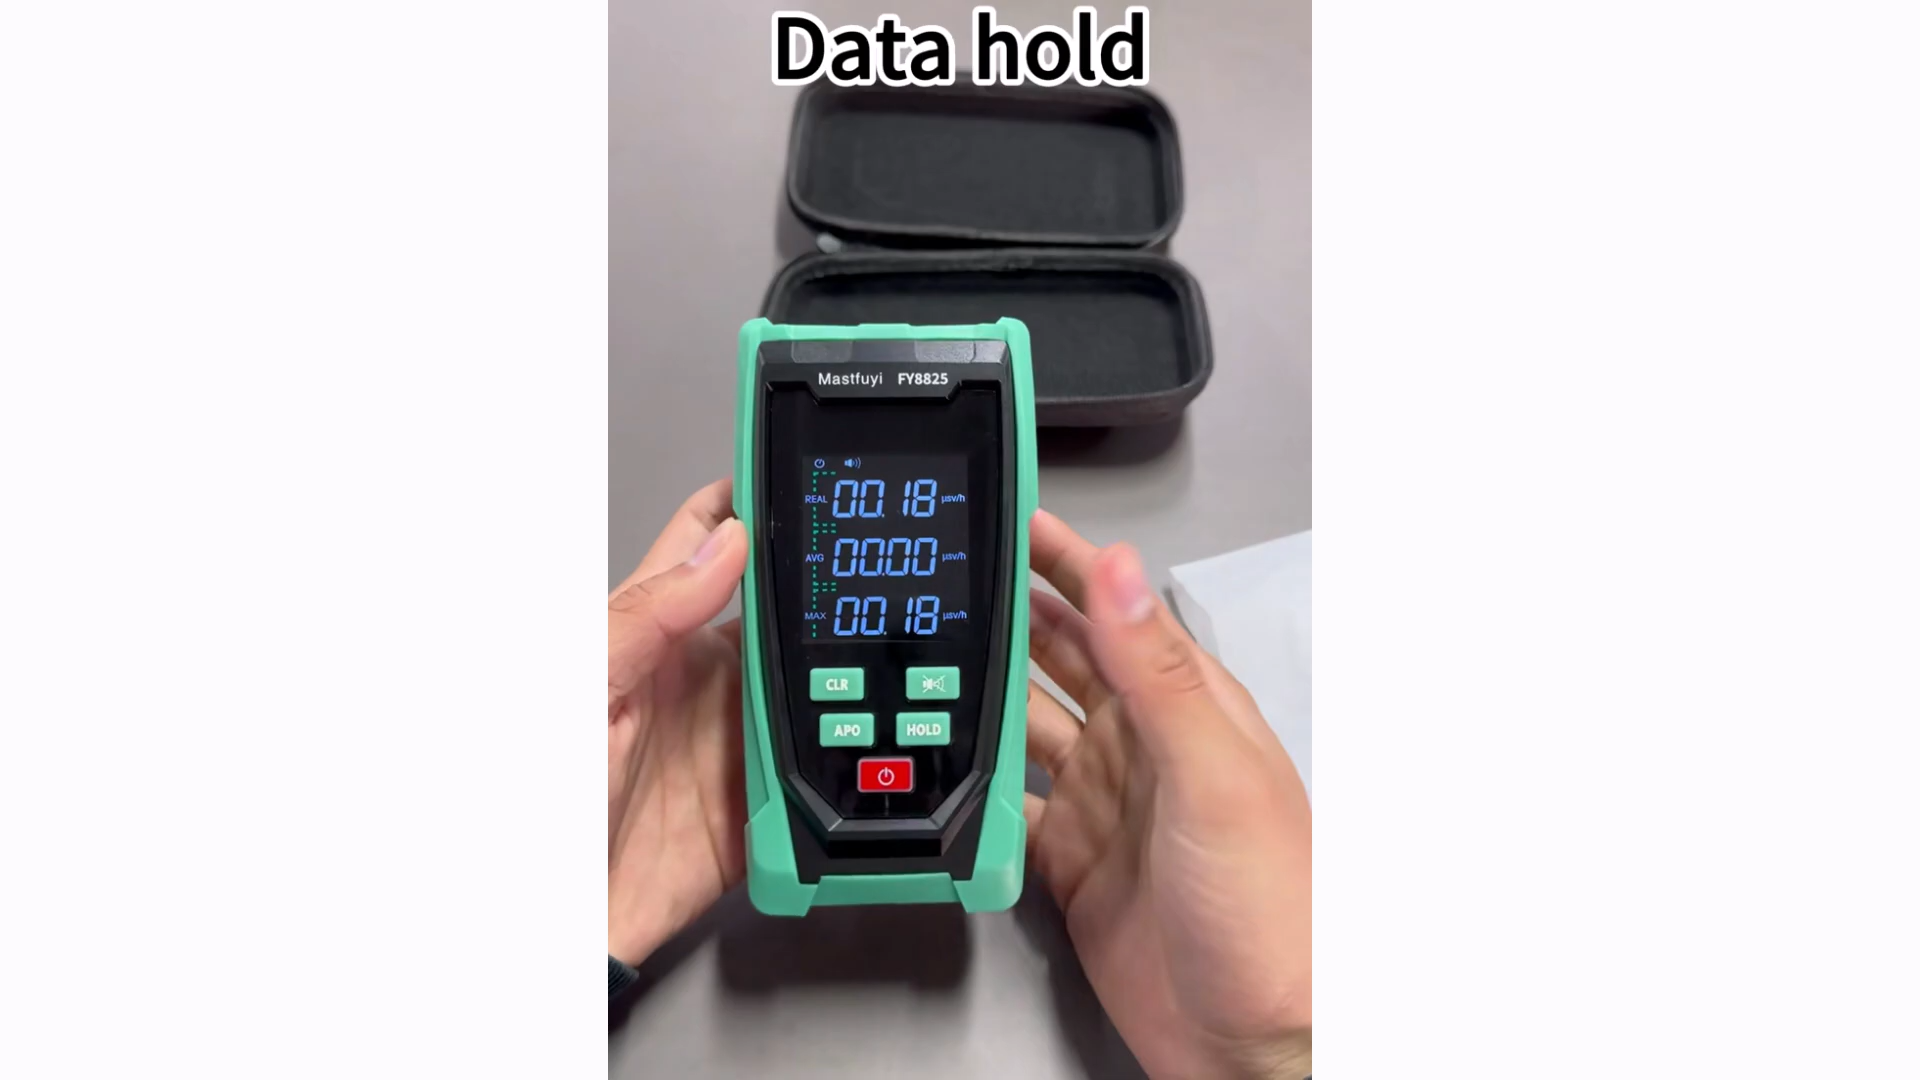 Data hold
Mastfuyi FY8825
REAL 00.18 µsv/h
AVG 00.00 µsv/h
MAX 00.18 µsv/h
CLR
APO HOLD